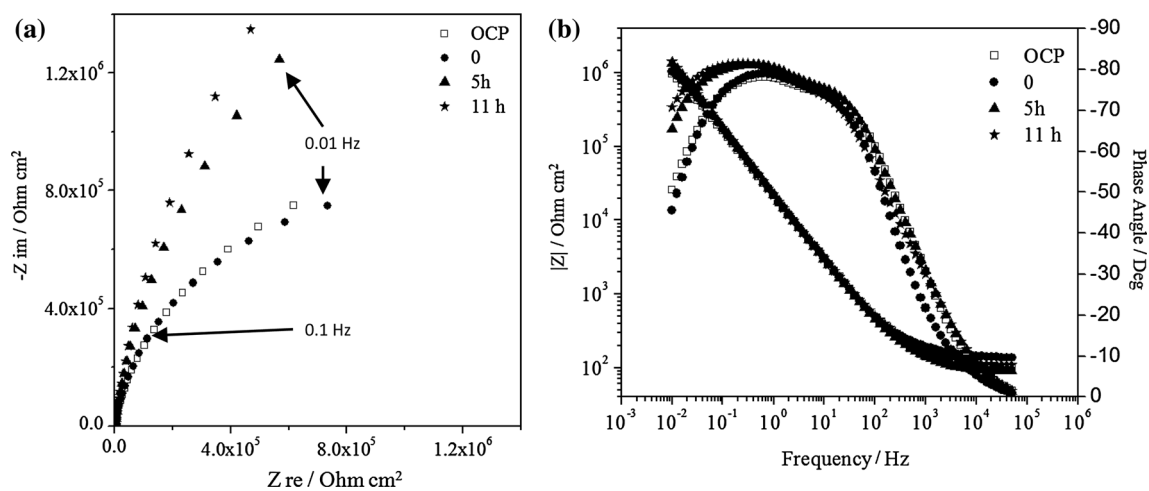 (a)
OCP
0
5h
11 h
0.01 Hz
0.1 Hz
1.2x10⁶
8.0x10⁵
4.0x10⁵
0.0
0.0
4.0x10⁵
8.0x10⁵
1.2x10⁶
-Z im / Ohm cm²
Z re / Ohm cm²
(b)
OCP
0
5h
11 h
10⁶
10⁵
10⁴
10³
10²
|Z| / Ohm cm²
-90
-80
-70
-60
-50
-40
-30
-20
-10
0
Phase Angle / Deg
10⁻³
10⁻²
10⁻¹
10⁰
10¹
10²
10³
10⁴
10⁵
10⁶
Frequency / Hz